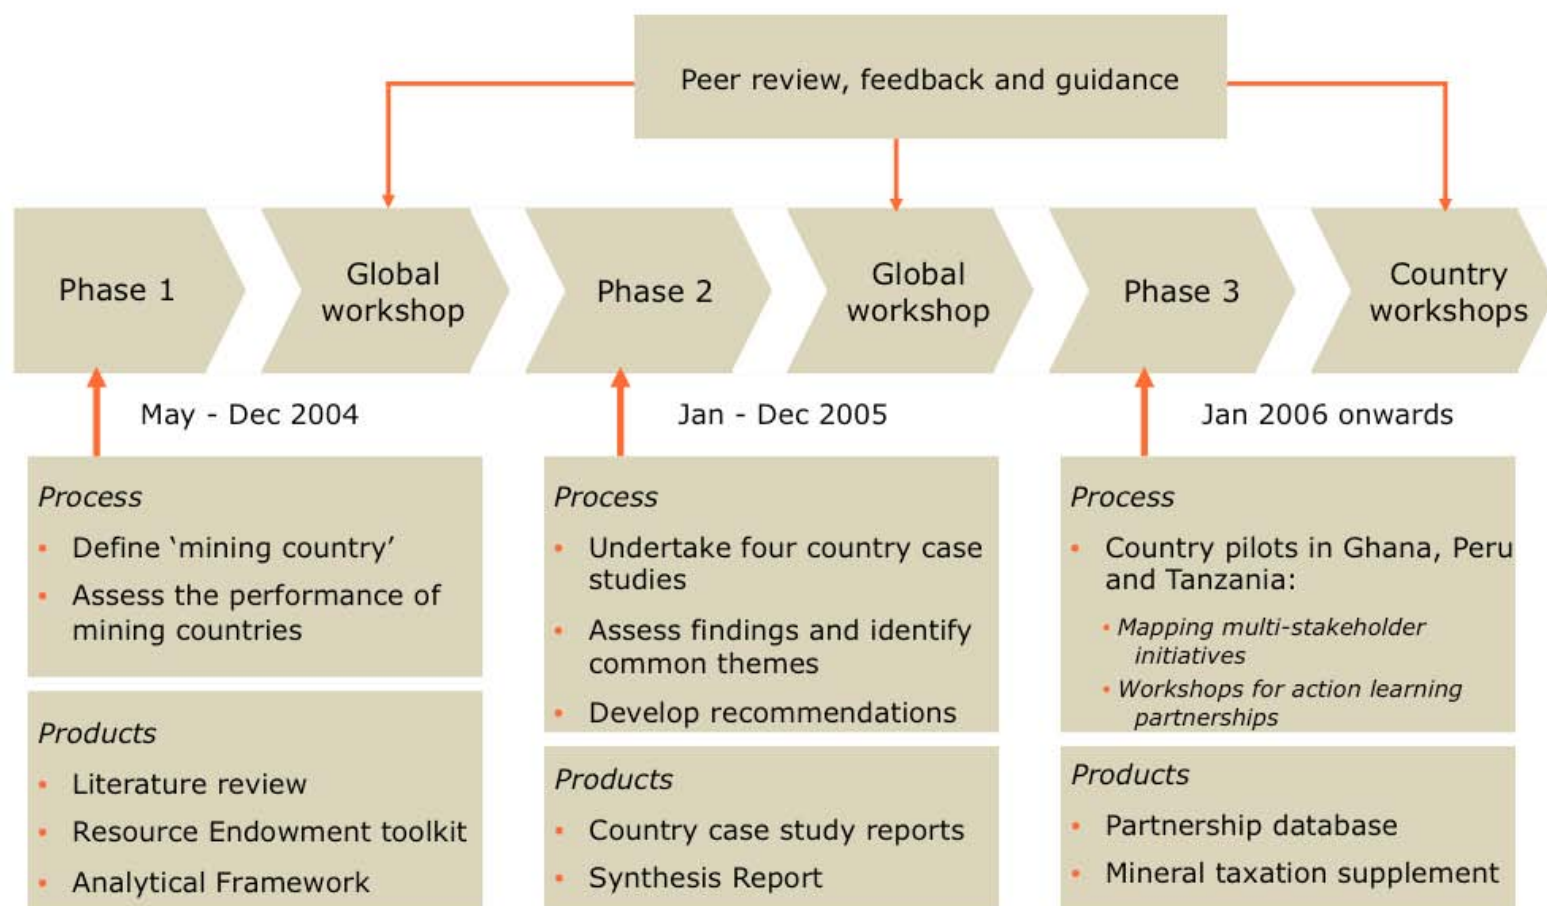 Peer review, feedback and guidance
Phase 1
Global
workshop
Phase 2
Global
workshop
Phase 3
Country
workshops
May - Dec 2004
Jan - Dec 2005
Jan 2006 onwards
Process
• Define ‘mining country’
• Assess the performance of
mining countries
Products
• Literature review
• Resource Endowment toolkit
• Analytical Framework
Process
• Undertake four country case
studies
• Assess findings and identify
common themes
• Develop recommendations
Products
• Country case study reports
• Synthesis Report
Process
• Country pilots in Ghana, Peru
and Tanzania:
• Mapping multi-stakeholder
initiatives
• Workshops for action learning
partnerships
Products
• Partnership database
• Mineral taxation supplement